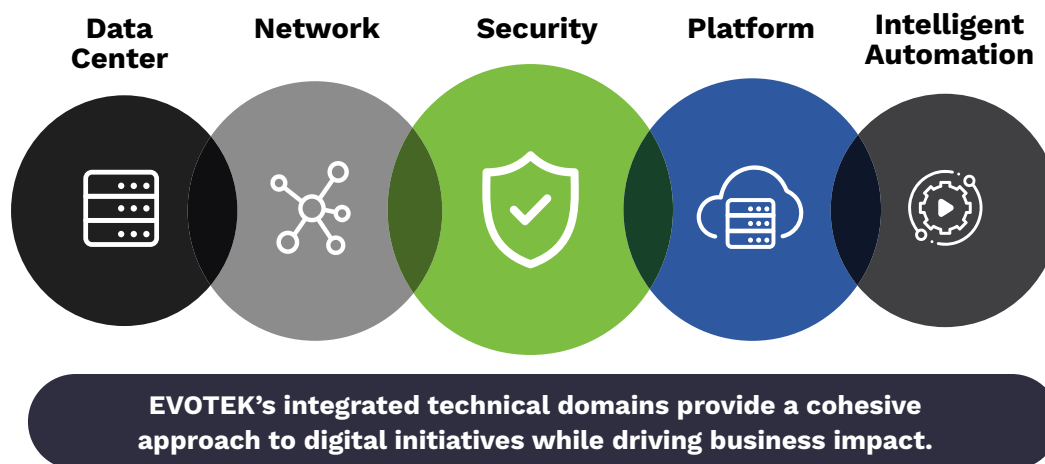 Data
Center
Network
Security
Platform
Intelligent
Automation
EVOTEK’s integrated technical domains provide a cohesive
approach to digital initiatives while driving business impact.